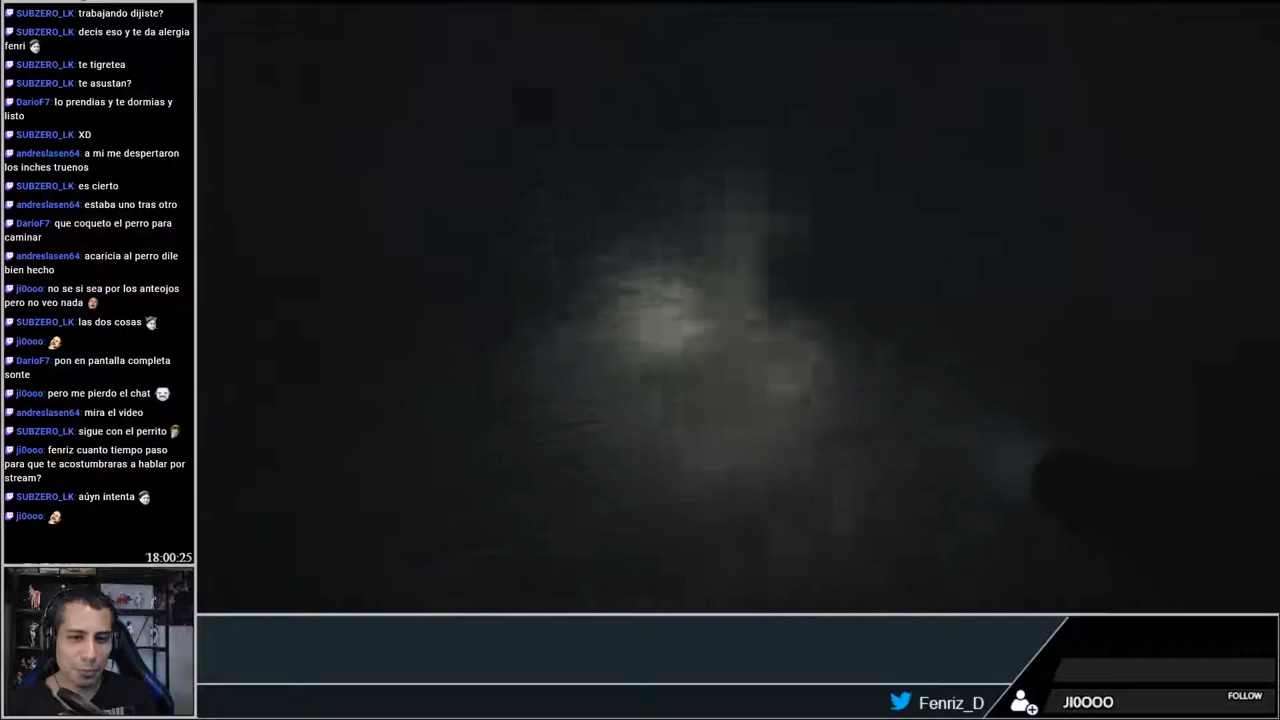 SUBZERO_LK: trabajando dijiste?
SUBZERO_LK: decis eso y te da alergia
fenri
SUBZERO_LK: te tigretea
SUBZERO_LK: te asustan?
DarioF7: lo prendias y te dormias y
listo
SUBZERO_LK: XD
andreslasen64: a mi me despertaron
los inches truenos
SUBZERO_LK: es cierto
andreslasen64: estaba uno tras otro
DarioF7: que coqueto el perro para
caminar
andreslasen64: acaricia al perro díle
bien hecho
ji0ooo: no se si sea por los anteojos
pero no veo nada
SUBZERO_LK: las dos cosas
ji0ooo:
DarioF7: pon en pantalla completa
sonte
ji0ooo: pero me pierdo el chat
andreslasen64: mira el video
SUBZERO_LK: sigue con el perrito
ji0ooo: fenriz cuanto tiempo paso
para que te acostumbraras a hablar por
stream?
SUBZERO_LK: aúyn intenta
ji0ooo:
18:00:25
Fenriz_D
JI0OOO
FOLLOW